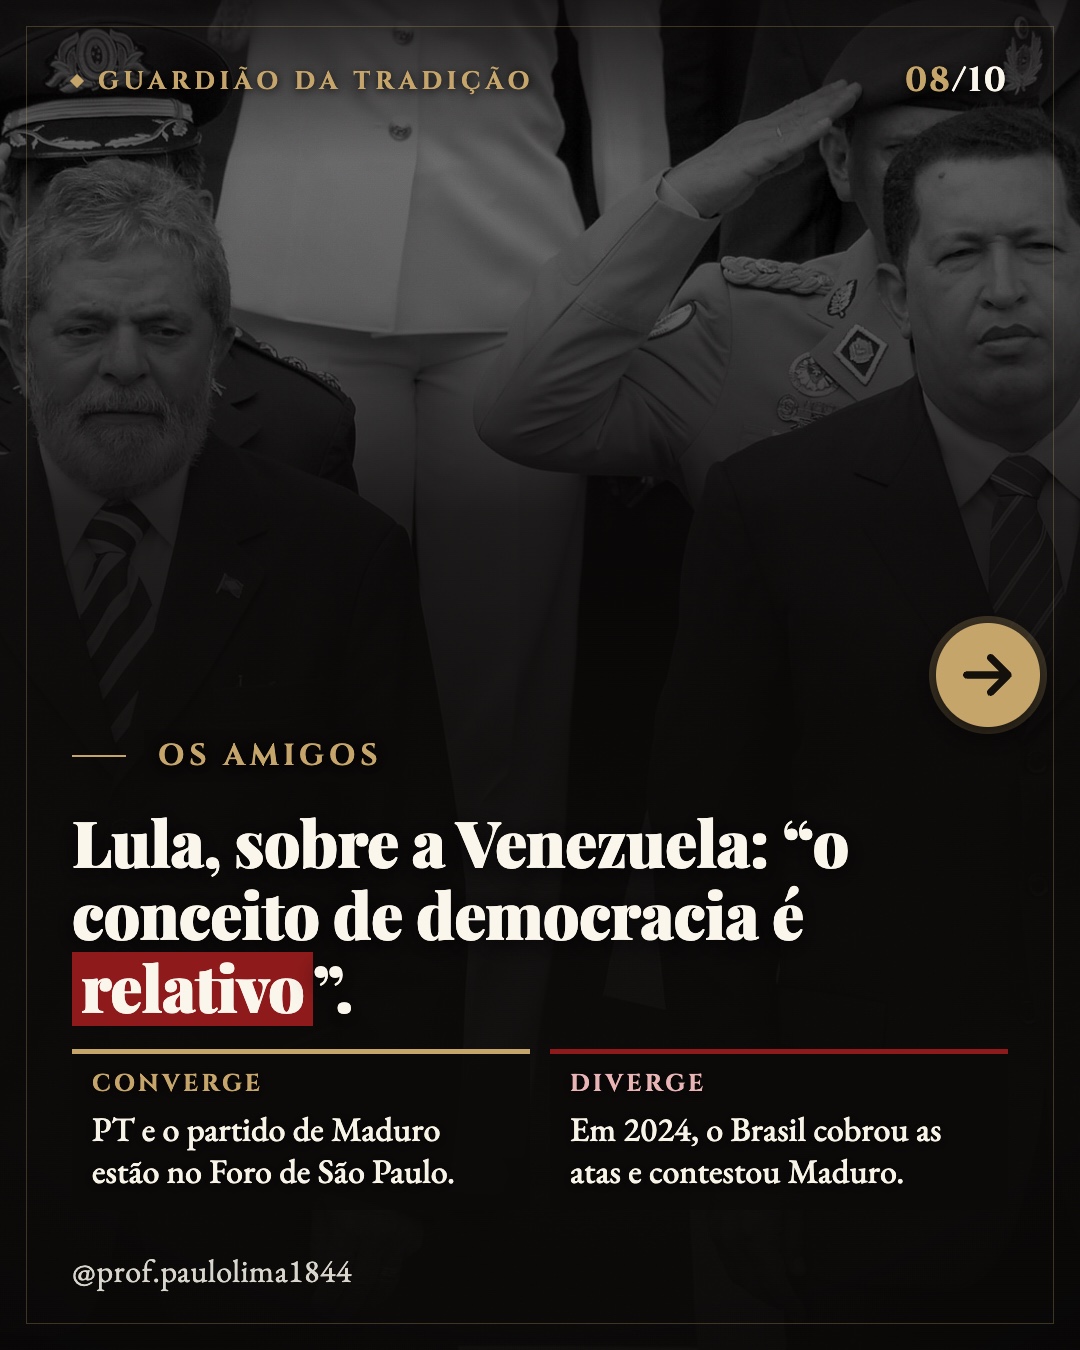 ◆ GUARDIÃO DA TRADIÇÃO
08/10
OS AMIGOS
Lula, sobre a Venezuela: “o
conceito de democracia é
relativo”.
CONVERGE
PT e o partido de Maduro
estão no Foro de São Paulo.
DIVERGE
Em 2024, o Brasil cobrou as
atas e contestou Maduro.
@prof.paulolima1844